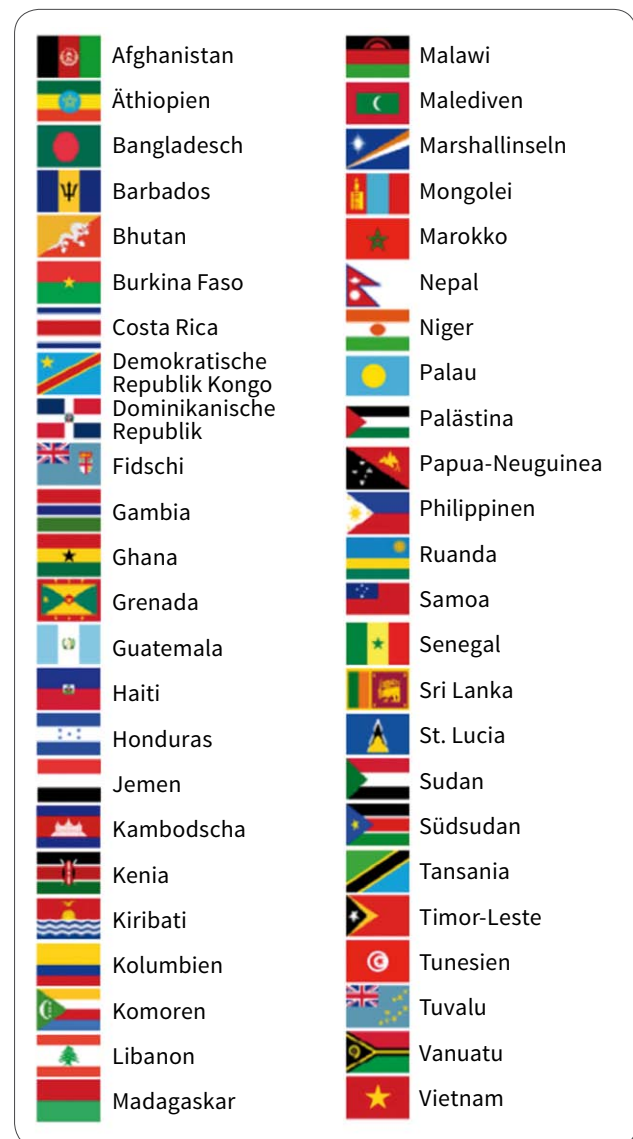 Afghanistan
Äthiopien
Bangladesch
Barbados
Bhutan
Burkina Faso
Costa Rica
Demokratische
Republik Kongo
Dominikanische
Republik
Fidschi
Gambia
Ghana
Grenada
Guatemala
Haiti
Honduras
Jemen
Kambodscha
Kenia
Kiribati
Kolumbien
Komoren
Libanon
Madagaskar
Malawi
Malediven
Marshallinseln
Mongolei
Marokko
Nepal
Niger
Palau
Palästina
Papua-Neuguinea
Philippinen
Ruanda
Samoa
Senegal
Sri Lanka
St. Lucia
Sudan
Südsudan
Tansania
Timor-Leste
Tunesien
Tuvalu
Vanuatu
Vietnam